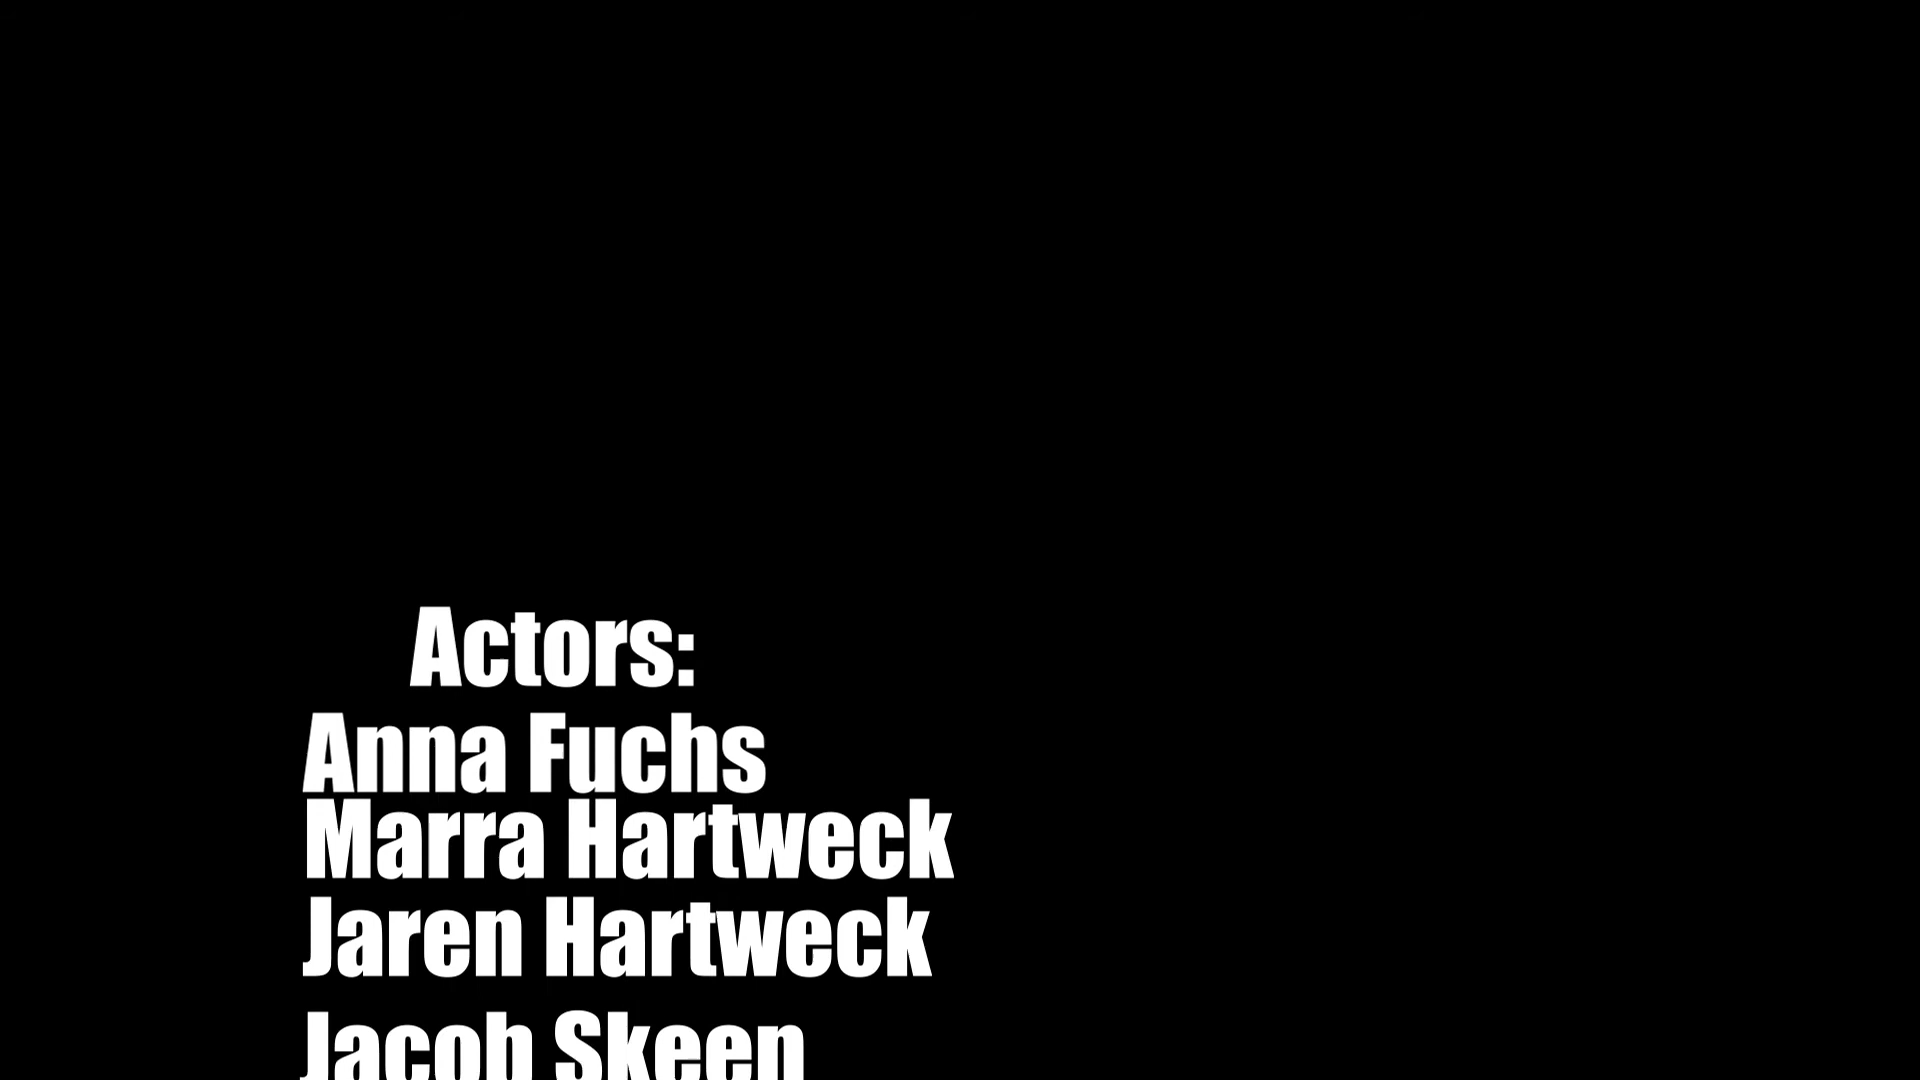 Actors:
Anna Fuchs
Marra Hartweck
Jaren Hartweck
Jacob Skeen